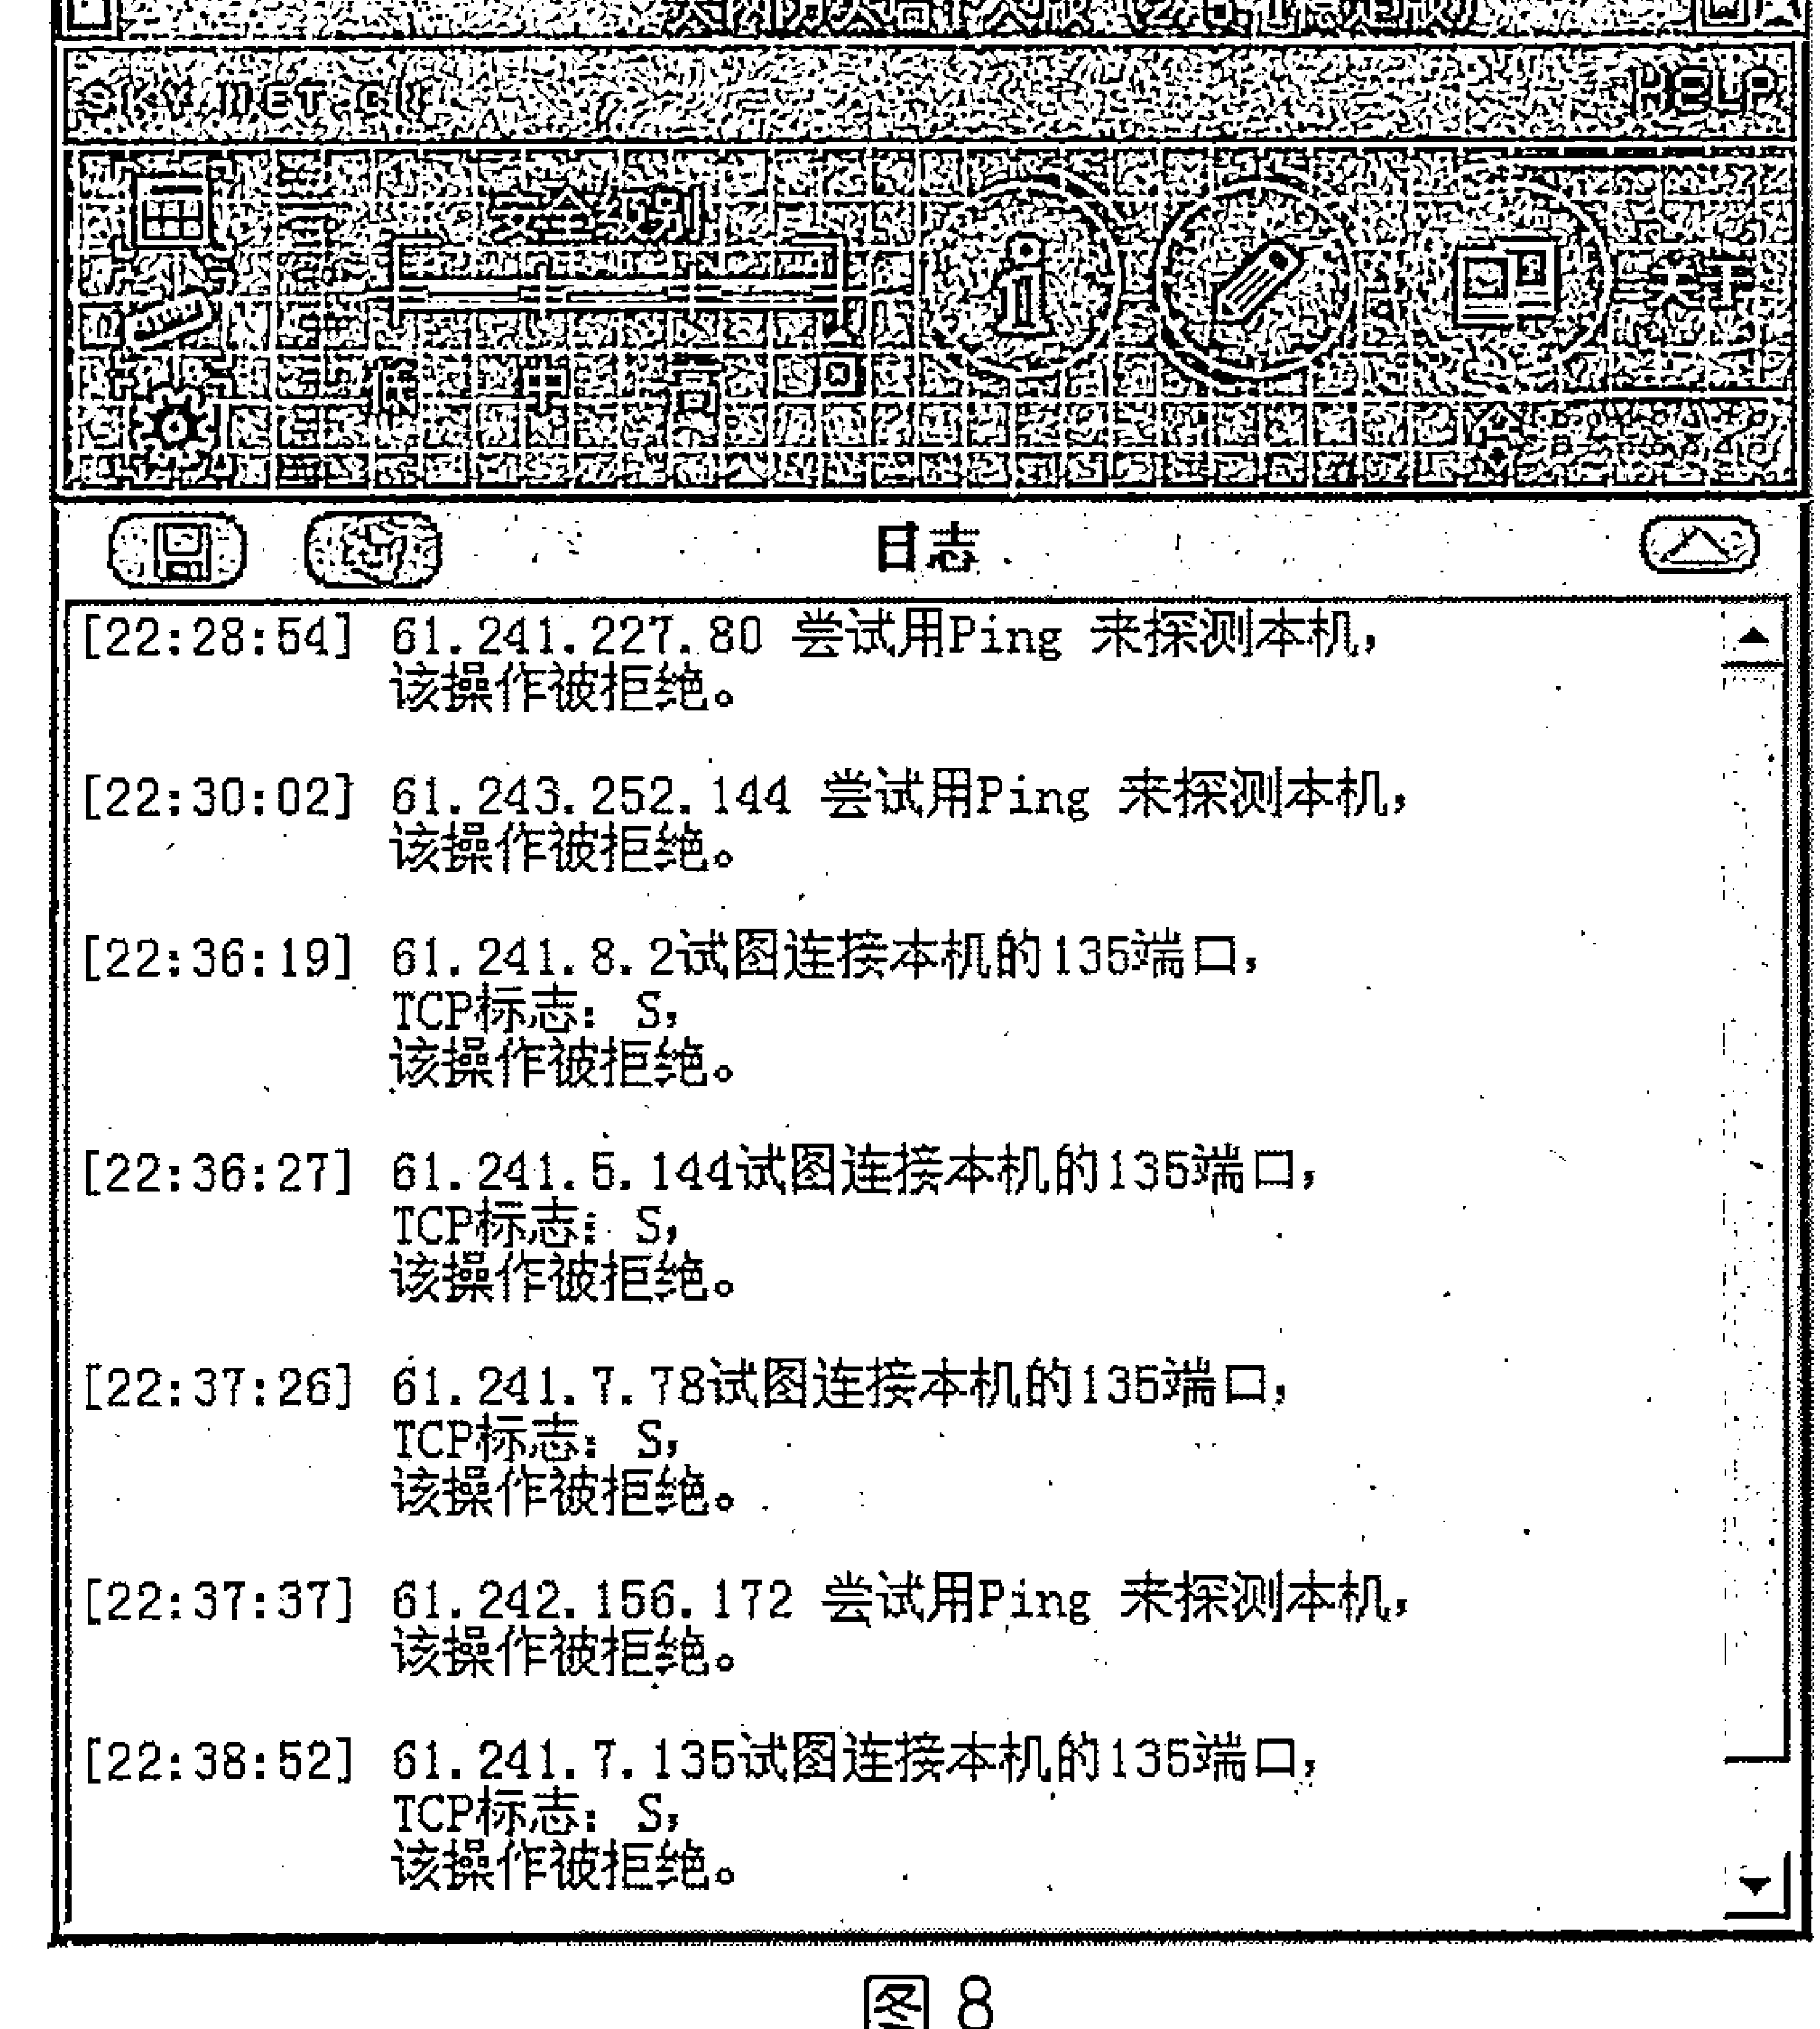 SKYNET.CN
HELP
安全级别
关于
低 中 高
日志
[22:28:54] 61.241.227.80 尝试用Ping 来探测本机,
该操作被拒绝。
[22:30:02] 61.243.252.144 尝试用Ping 来探测本机,
该操作被拒绝。
[22:36:19] 61.241.8.2试图连接本机的135端口,
TCP标志: S,
该操作被拒绝。
[22:36:27] 61.241.5.144试图连接本机的135端口,
TCP标志: S,
该操作被拒绝。
[22:37:26] 61.241.7.78试图连接本机的135端口,
TCP标志: S,
该操作被拒绝。
[22:37:37] 61.242.156.172 尝试用Ping 来探测本机,
该操作被拒绝。
[22:38:52] 61.241.7.135试图连接本机的135端口,
TCP标志: S,
该操作被拒绝。
图 8